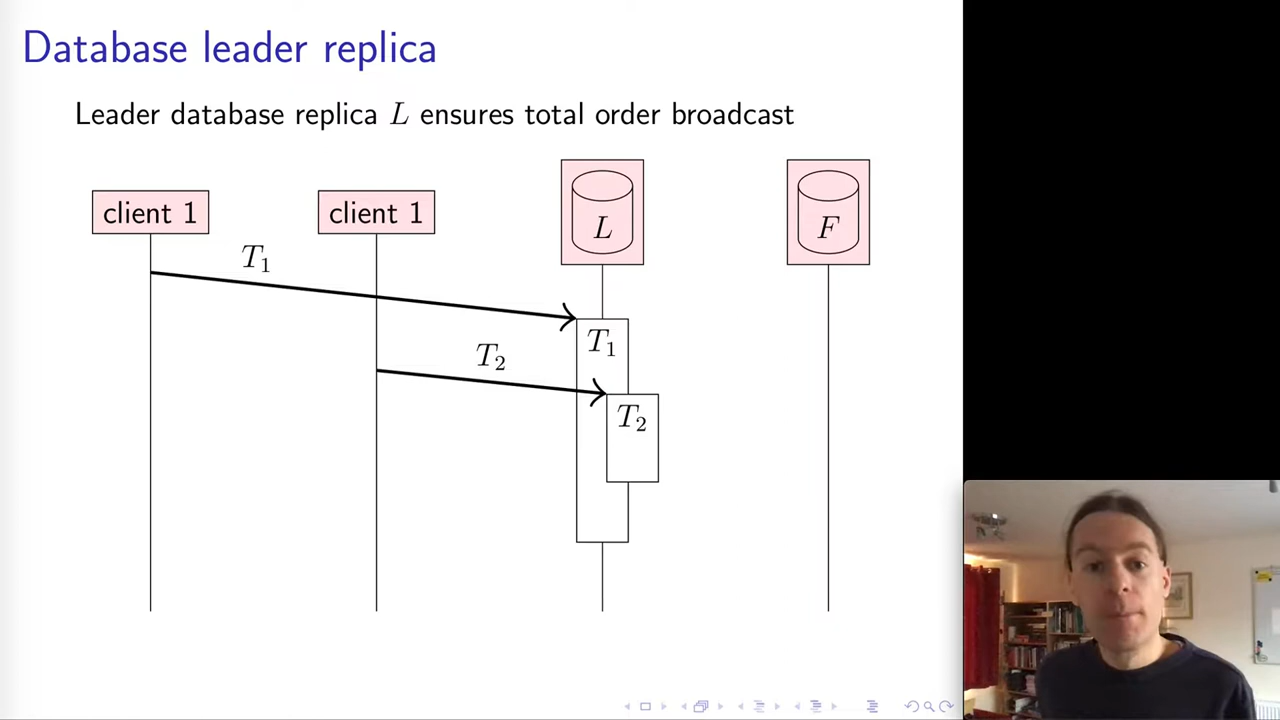 Database leader replica
Leader database replica L ensures total order broadcast
client 1
client 1
L
F
T₁
T₁
T₂
T₂